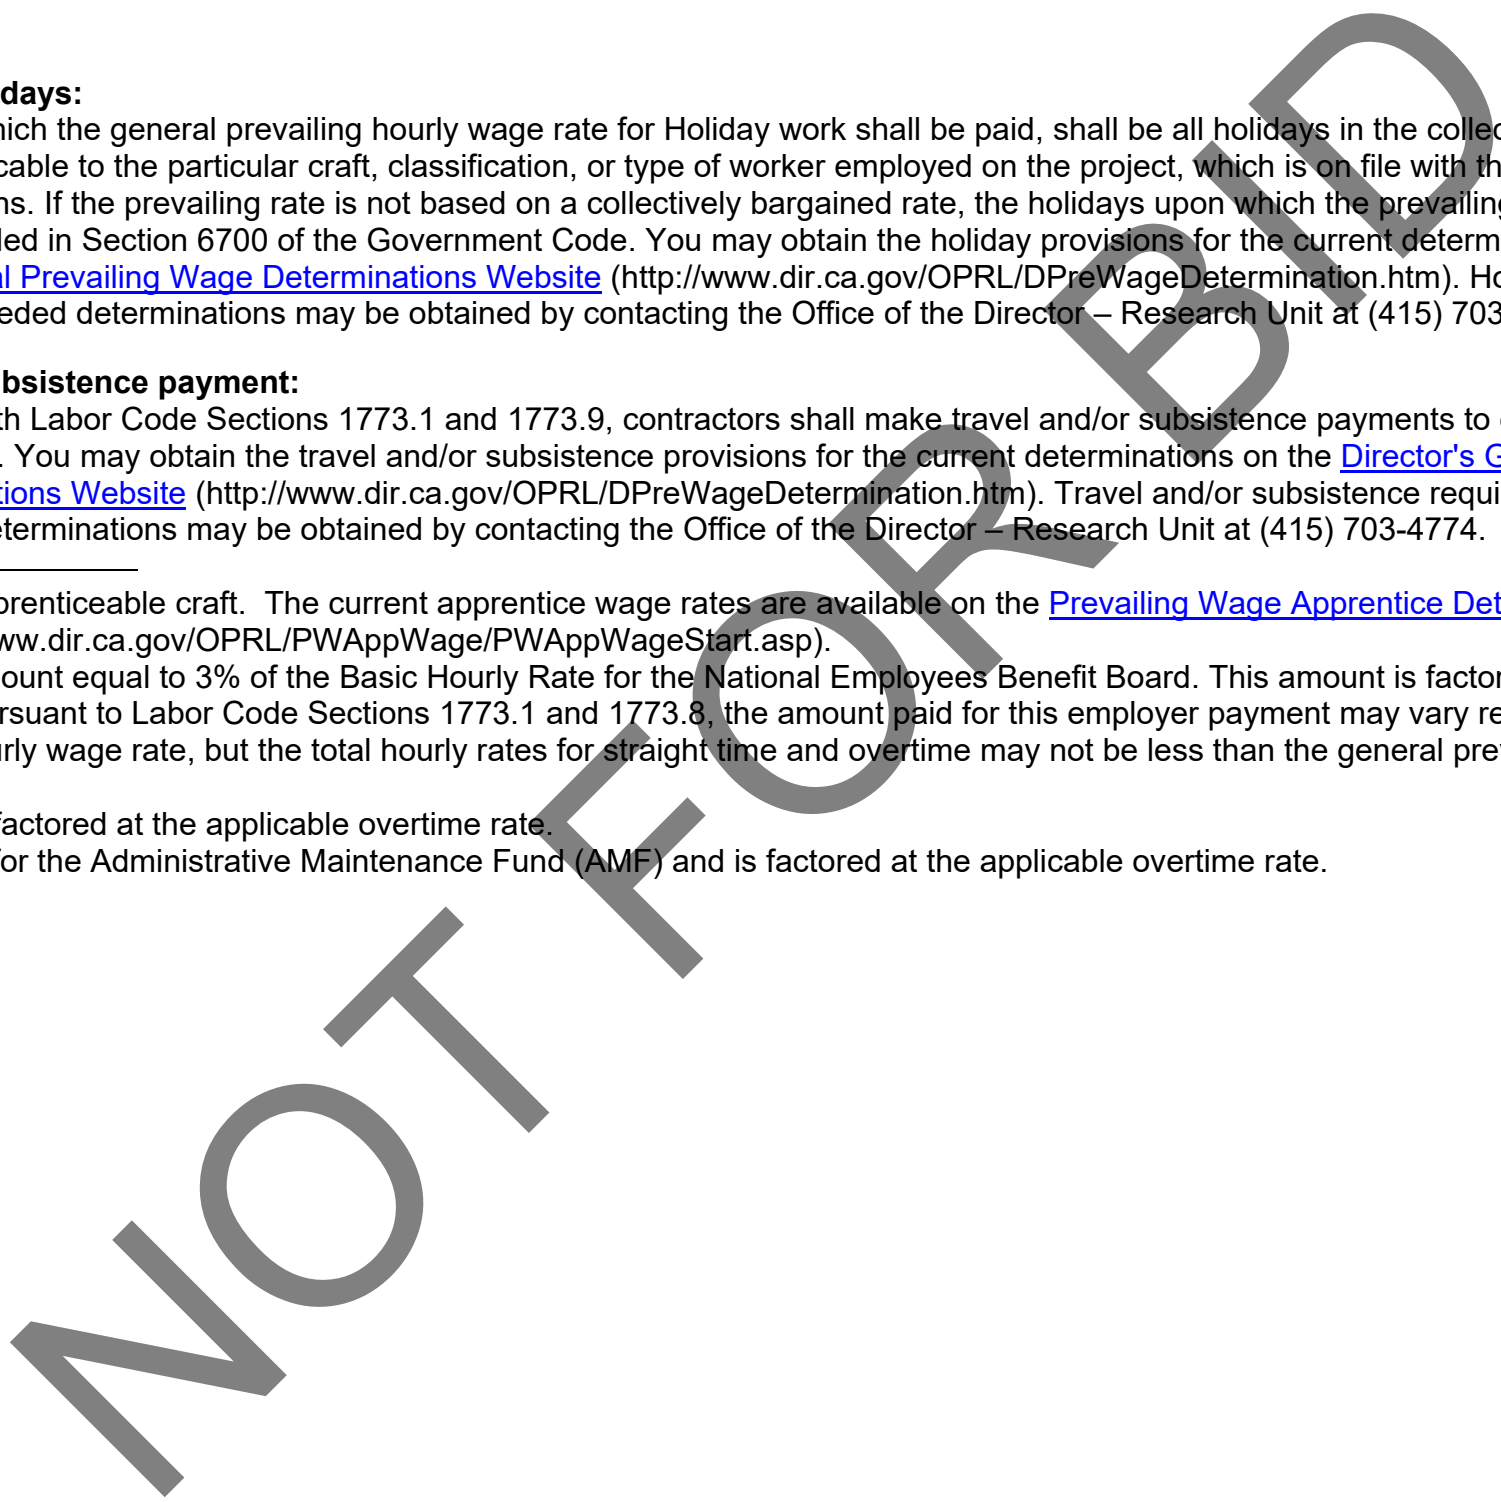 days:
hich the general prevailing hourly wage rate for Holiday work shall be paid, shall be all holidays in the collec
cable to the particular craft, classification, or type of worker employed on the project, which is on file with th
ns. If the prevailing rate is not based on a collectively bargained rate, the holidays upon which the prevailing
ded in Section 6700 of the Government Code. You may obtain the holiday provisions for the current determ
al Prevailing Wage Determinations Website (http://www.dir.ca.gov/OPRL/DPreWageDetermination.htm). Ho
eded determinations may be obtained by contacting the Office of the Director – Research Unit at (415) 703
bsistence payment:
th Labor Code Sections 1773.1 and 1773.9, contractors shall make travel and/or subsistence payments to
. You may obtain the travel and/or subsistence provisions for the current determinations on the Director's G
tions Website (http://www.dir.ca.gov/OPRL/DPreWageDetermination.htm). Travel and/or subsistence requi
eterminations may be obtained by contacting the Office of the Director – Research Unit at (415) 703-4774.
prenticeable craft.  The current apprentice wage rates are available on the Prevailing Wage Apprentice Det
ww.dir.ca.gov/OPRL/PWAppWage/PWAppWageStart.asp).
ount equal to 3% of the Basic Hourly Rate for the National Employees Benefit Board. This amount is factor
rsuant to Labor Code Sections 1773.1 and 1773.8, the amount paid for this employer payment may vary re
urly wage rate, but the total hourly rates for straight time and overtime may not be less than the general prev
factored at the applicable overtime rate.
for the Administrative Maintenance Fund (AMF) and is factored at the applicable overtime rate.
NOT FOR BID